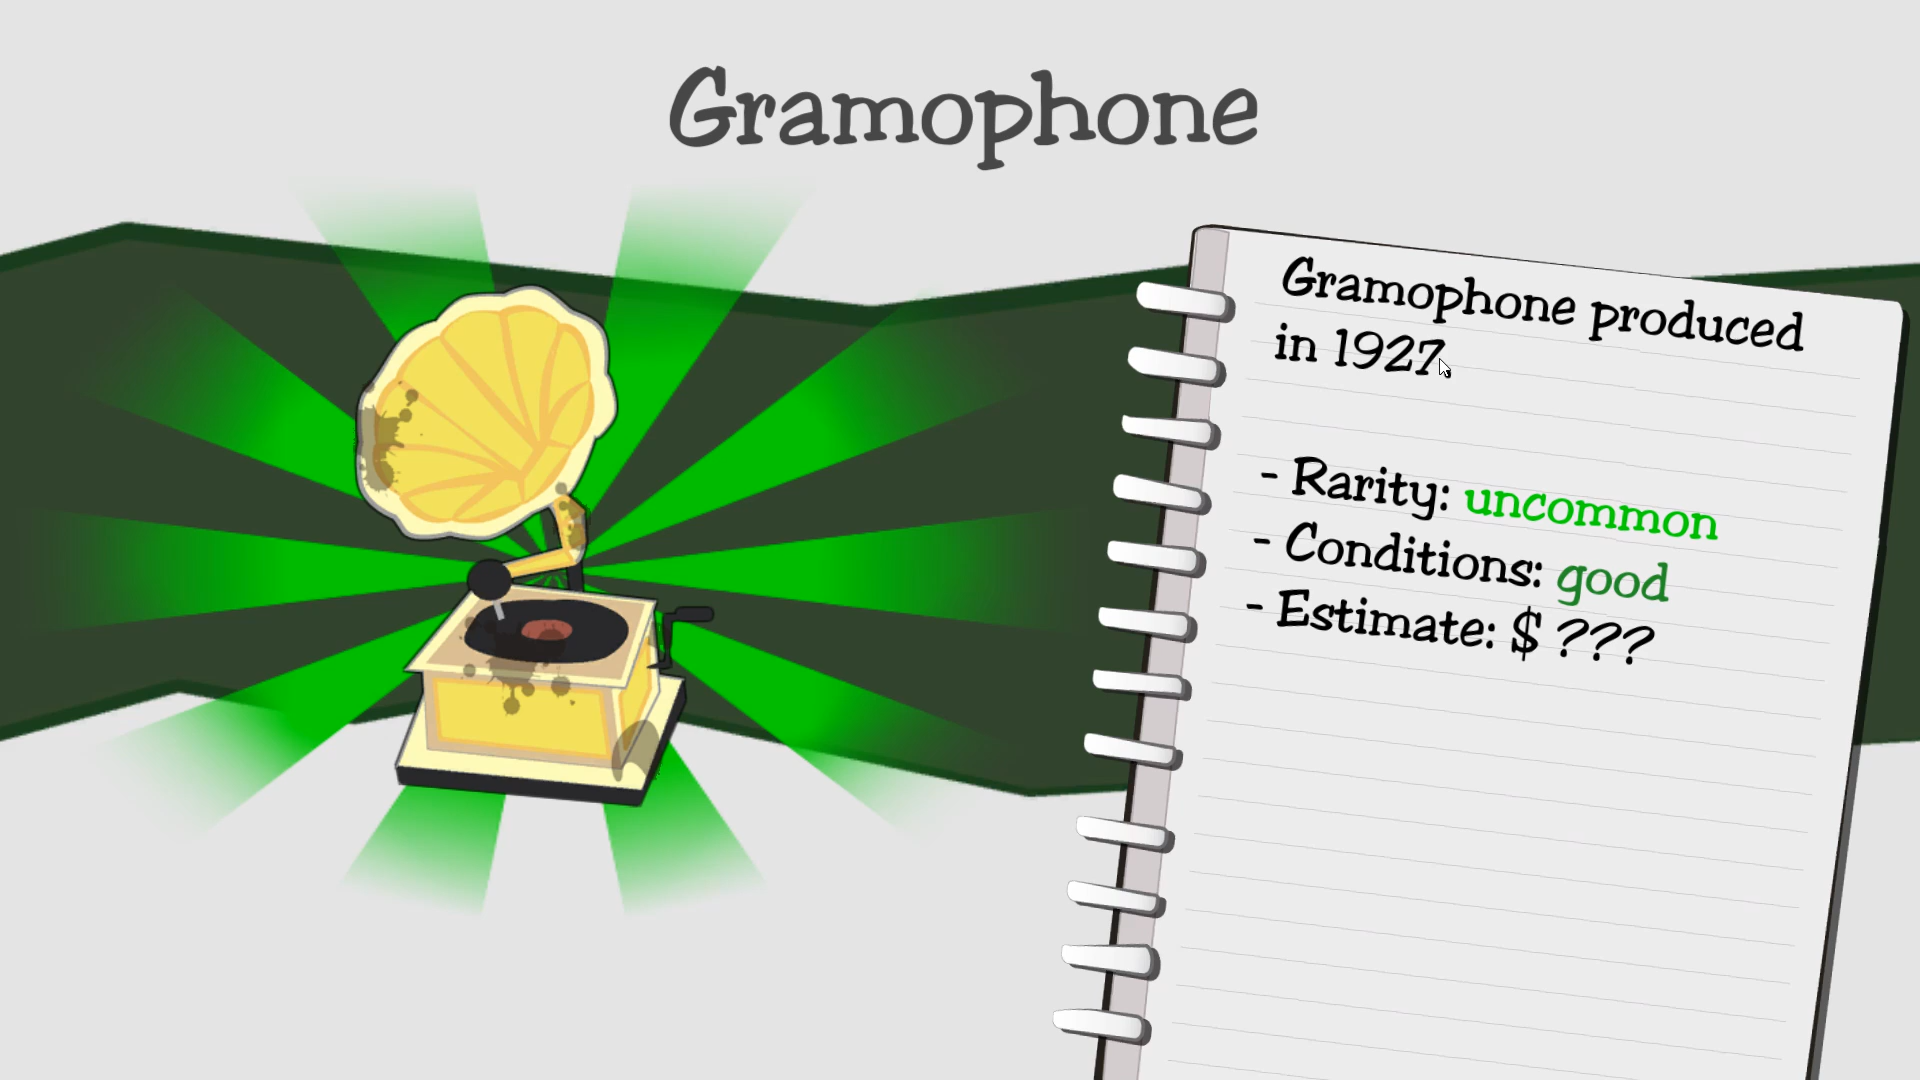 Gramophone
Gramophone produced
in 1927.
- Rarity: uncommon
- Conditions: good
- Estimate: $ ???